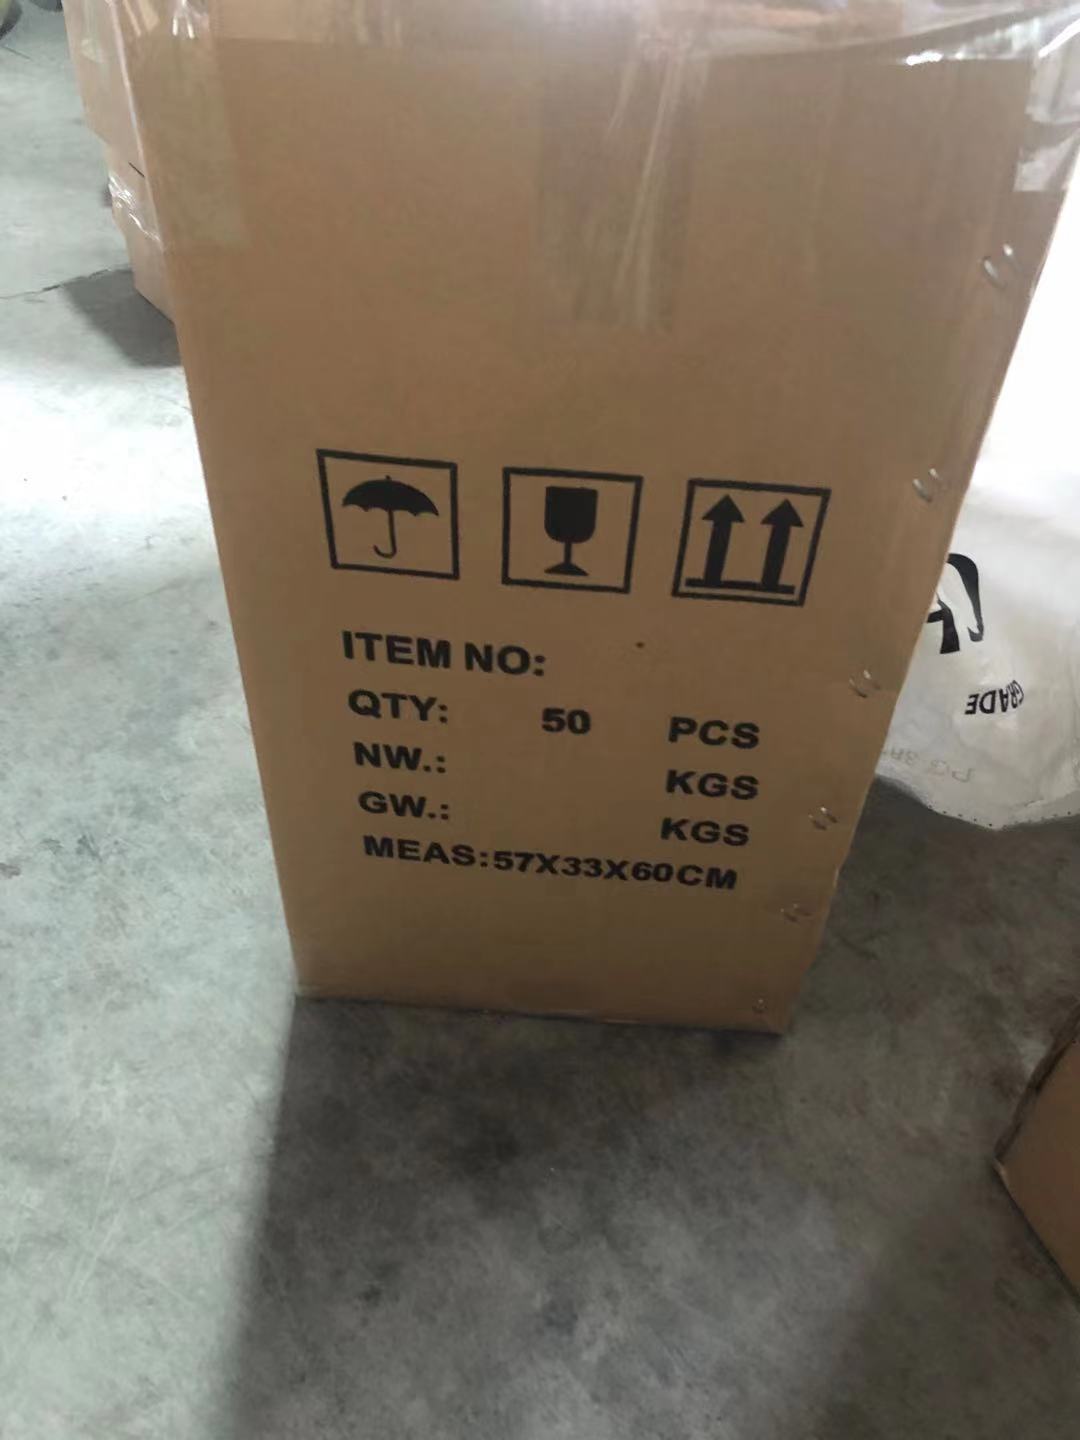 ITEM NO:
QTY: 50 PCS
NW.: KGS
GW.: KGS
MEAS:57X33X60CM
GRADE